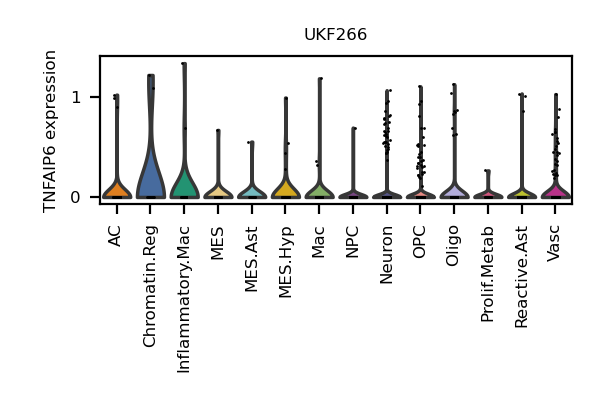 UKF266
TNFAIP6 expression
1
0
AC
Chromatin.Reg
Inflammatory.Mac
MES
MES.Ast
MES.Hyp
Mac
NPC
Neuron
OPC
Oligo
Prolif.Metab
Reactive.Ast
Vasc